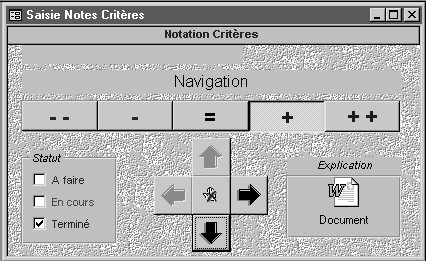 Saisie Notes Critères
Notation Critères
Navigation
- - - = + + +
Statut
A faire
En cours
Terminé
Explication
Document